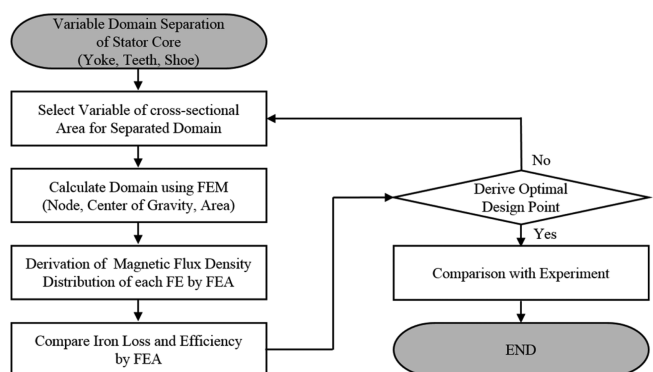 Variable Domain Separation
of Stator Core
(Yoke, Teeth, Shoe)
Select Variable of cross-sectional
Area for Separated Domain
Calculate Domain using FEM
(Node, Center of Gravity, Area)
Derivation of Magnetic Flux Density
Distribution of each FE by FEA
Compare Iron Loss and Efficiency
by FEA
No
Derive Optimal
Design Point
Yes
Comparison with Experiment
END